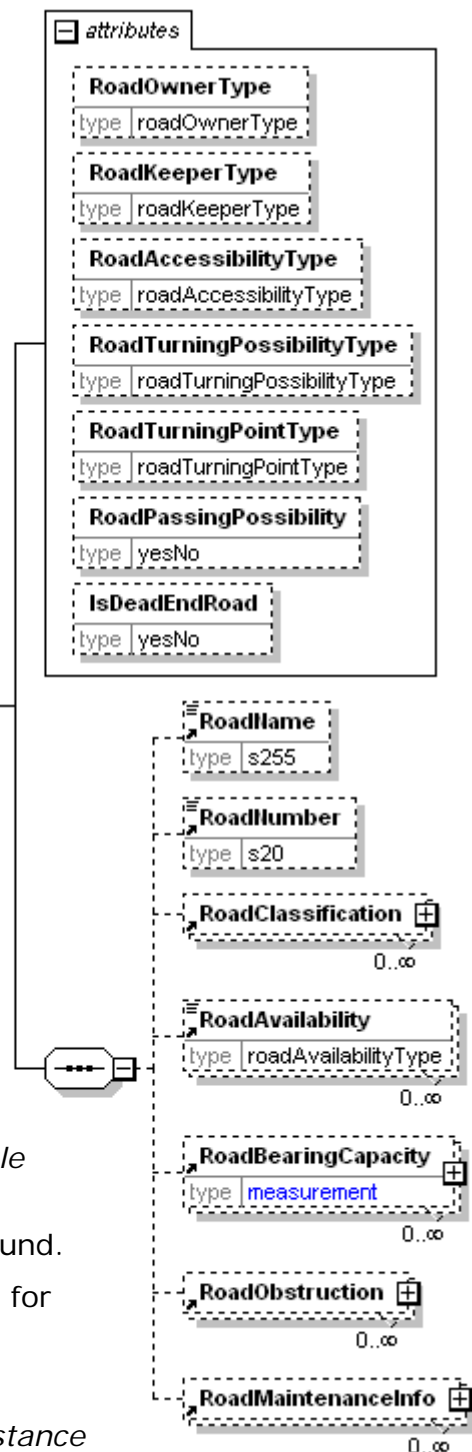 attributes
RoadOwnerType
type roadOwnerType
RoadKeeperType
type roadKeeperType
RoadAccessibilityType
type roadAccessibilityType
RoadTurningPossibilityType
type roadTurningPossibilityType
RoadTurningPointType
type roadTurningPointType
RoadPassingPossibility
type yesNo
IsDeadEndRoad
type yesNo
RoadName
type s255
RoadNumber
type s20
RoadClassification
0..∞
RoadAvailability
type roadAvailabilityType
0..∞
le
RoadBearingCapacity
type measurement
0..∞
und.
for
RoadObstruction
0..∞
RoadMaintenanceInfo
0..∞
stance